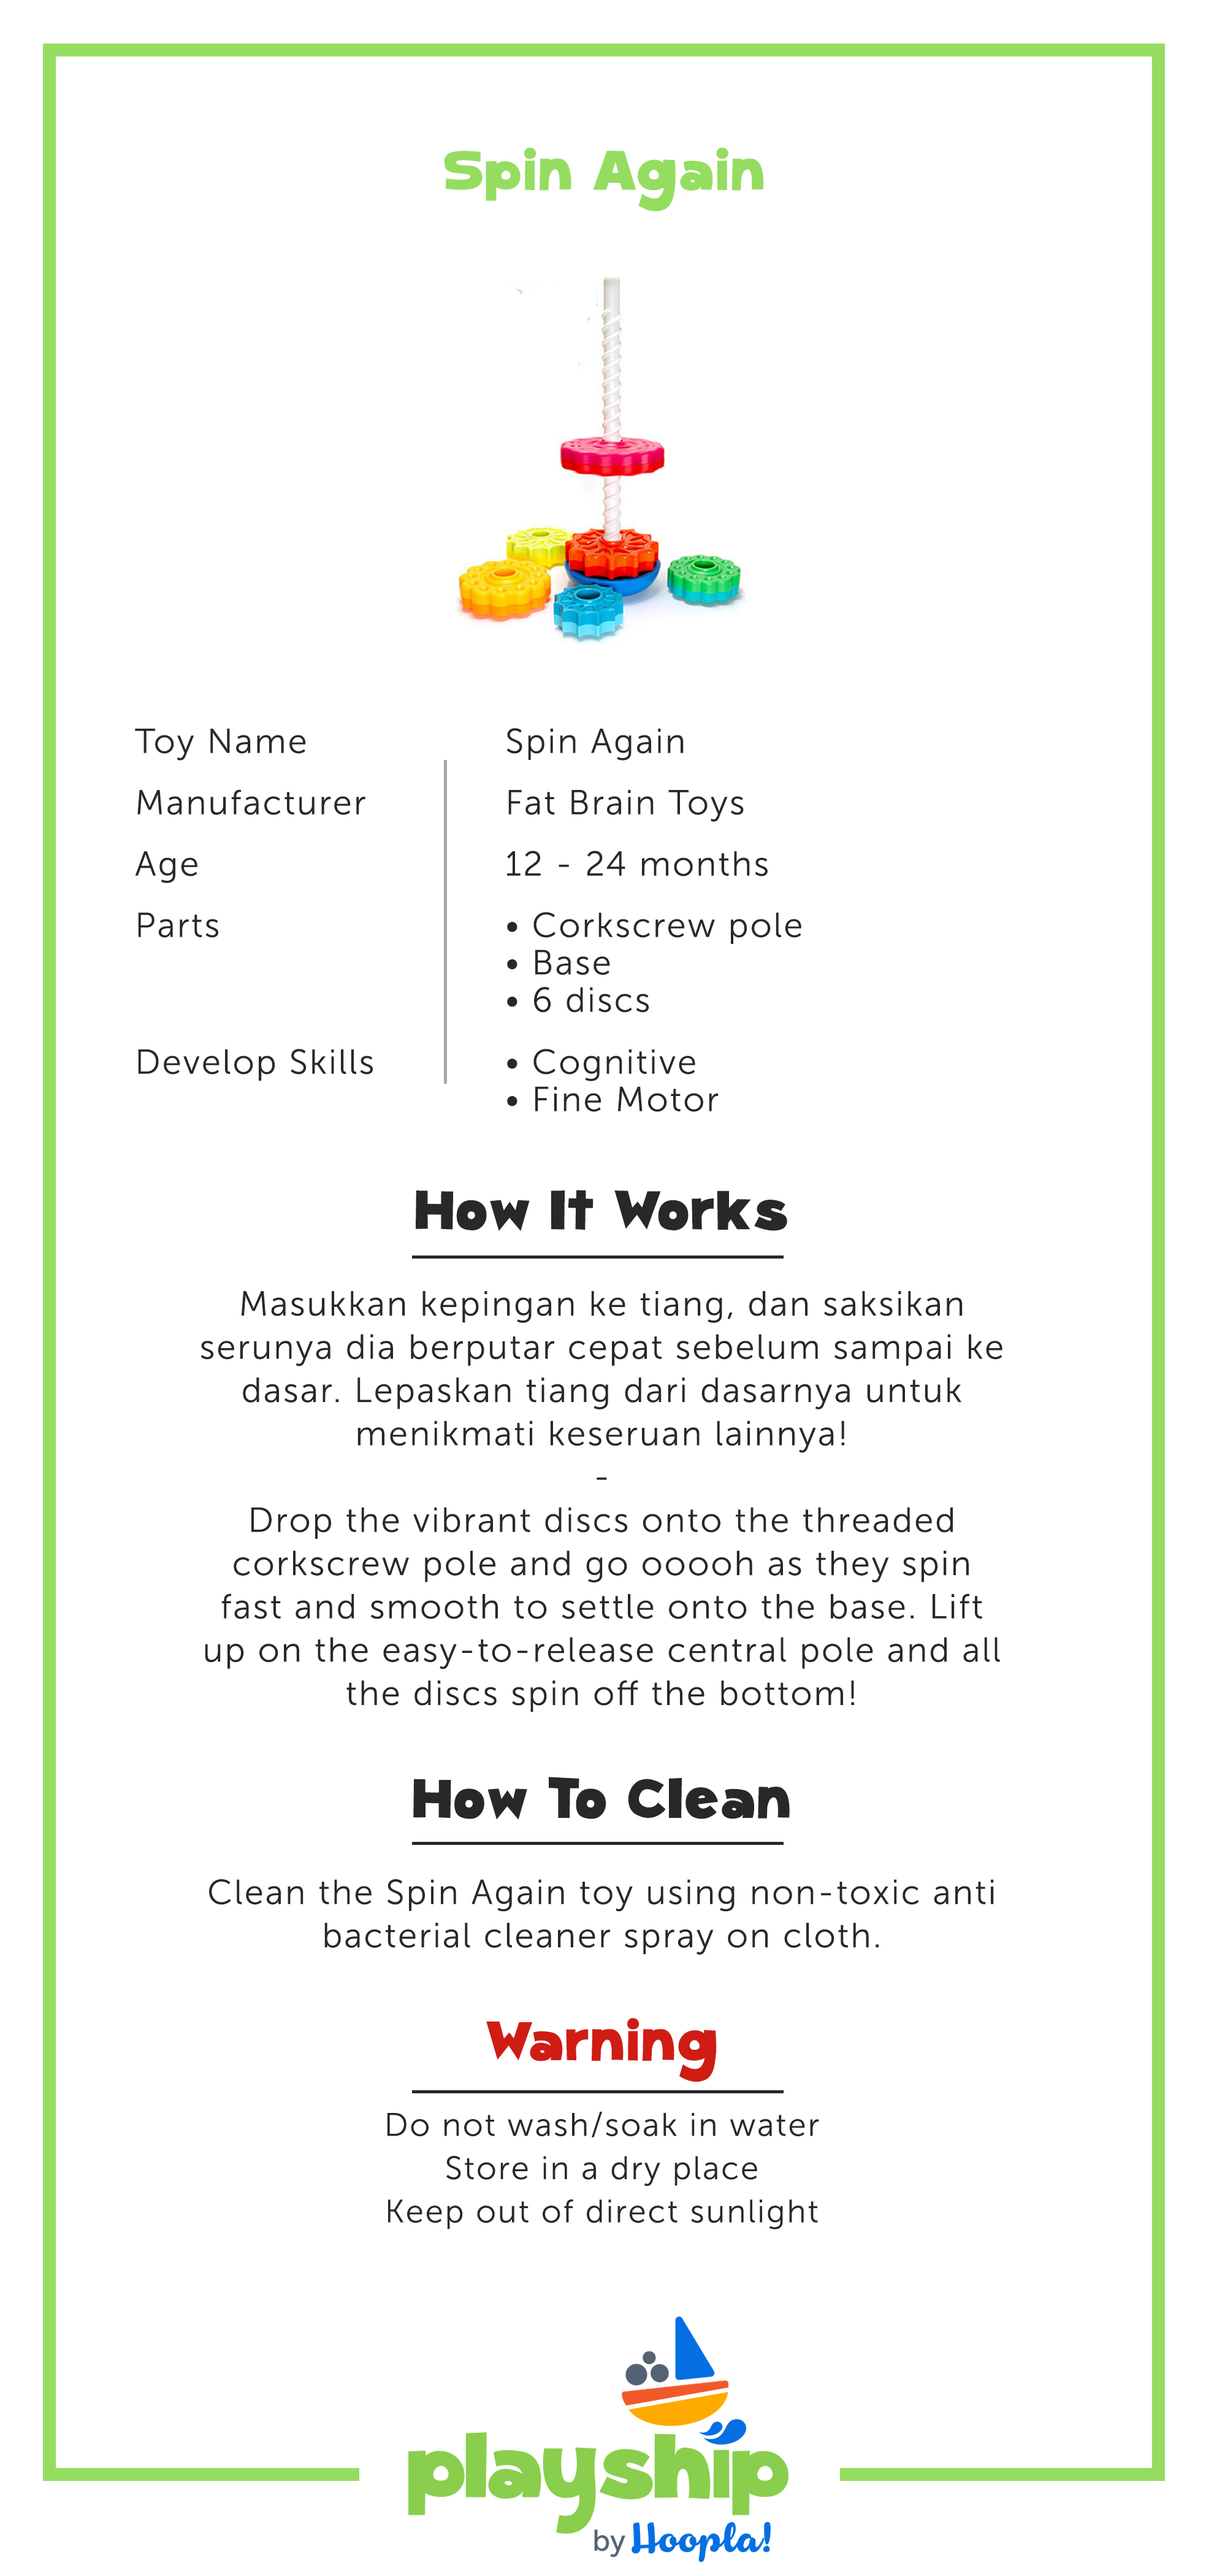 Spin Again
Toy Name
Spin Again
Manufacturer
Fat Brain Toys
Age
12 - 24 months
Parts
• Corkscrew pole
• Base
• 6 discs
Develop Skills
• Cognitive
• Fine Motor
How It Works
Masukkan kepingan ke tiang, dan saksikan
serunya dia berputar cepat sebelum sampai ke
dasar. Lepaskan tiang dari dasarnya untuk
menikmati keseruan lainnya!
-
Drop the vibrant discs onto the threaded
corkscrew pole and go ooooh as they spin
fast and smooth to settle onto the base. Lift
up on the easy-to-release central pole and all
the discs spin off the bottom!
How To Clean
Clean the Spin Again toy using non-toxic anti
bacterial cleaner spray on cloth.
Warning
Do not wash/soak in water
Store in a dry place
Keep out of direct sunlight
playship
by Hoopla!